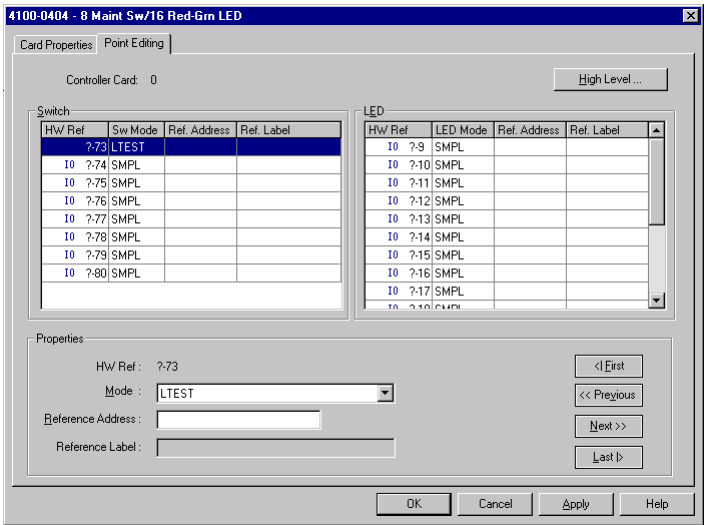 4100-0404 - 8 Maint Sw/16 Red-Grn LED
Card Properties Point Editing
Controller Card: 0 High Level ...
Switch LED
HW Ref Sw Mode Ref. Address Ref. Label HW Ref LED Mode Ref. Address Ref. Label
?-73 LTEST IO ?-9 SMPL
IO ?-74 SMPL IO ?-10 SMPL
IO ?-75 SMPL IO ?-11 SMPL
IO ?-76 SMPL IO ?-12 SMPL
IO ?-77 SMPL IO ?-13 SMPL
IO ?-78 SMPL IO ?-14 SMPL
IO ?-79 SMPL IO ?-15 SMPL
IO ?-80 SMPL IO ?-16 SMPL
IO ?-17 SMPL
IO ?-18 SMPL
Properties
HW Ref : ?-73 <| First
Mode : LTEST << Previous
Reference Address : Next >>
Reference Label : Last |>
OK Cancel Apply Help